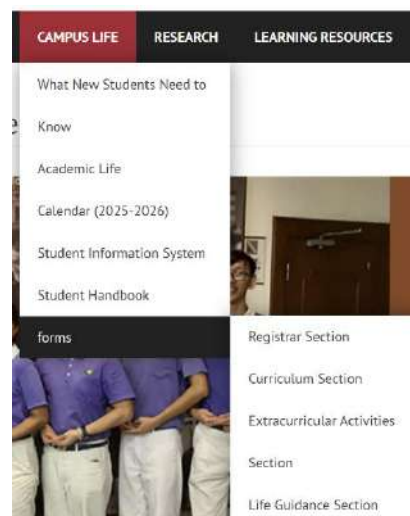 CAMPUS LIFE RESEARCH LEARNING RESOURCES
What New Students Need to
Know
Academic Life
Calendar (2025-2026)
Student Information System
Student Handbook
forms
Registrar Section
Curriculum Section
Extracurricular Activities
Section
Life Guidance Section